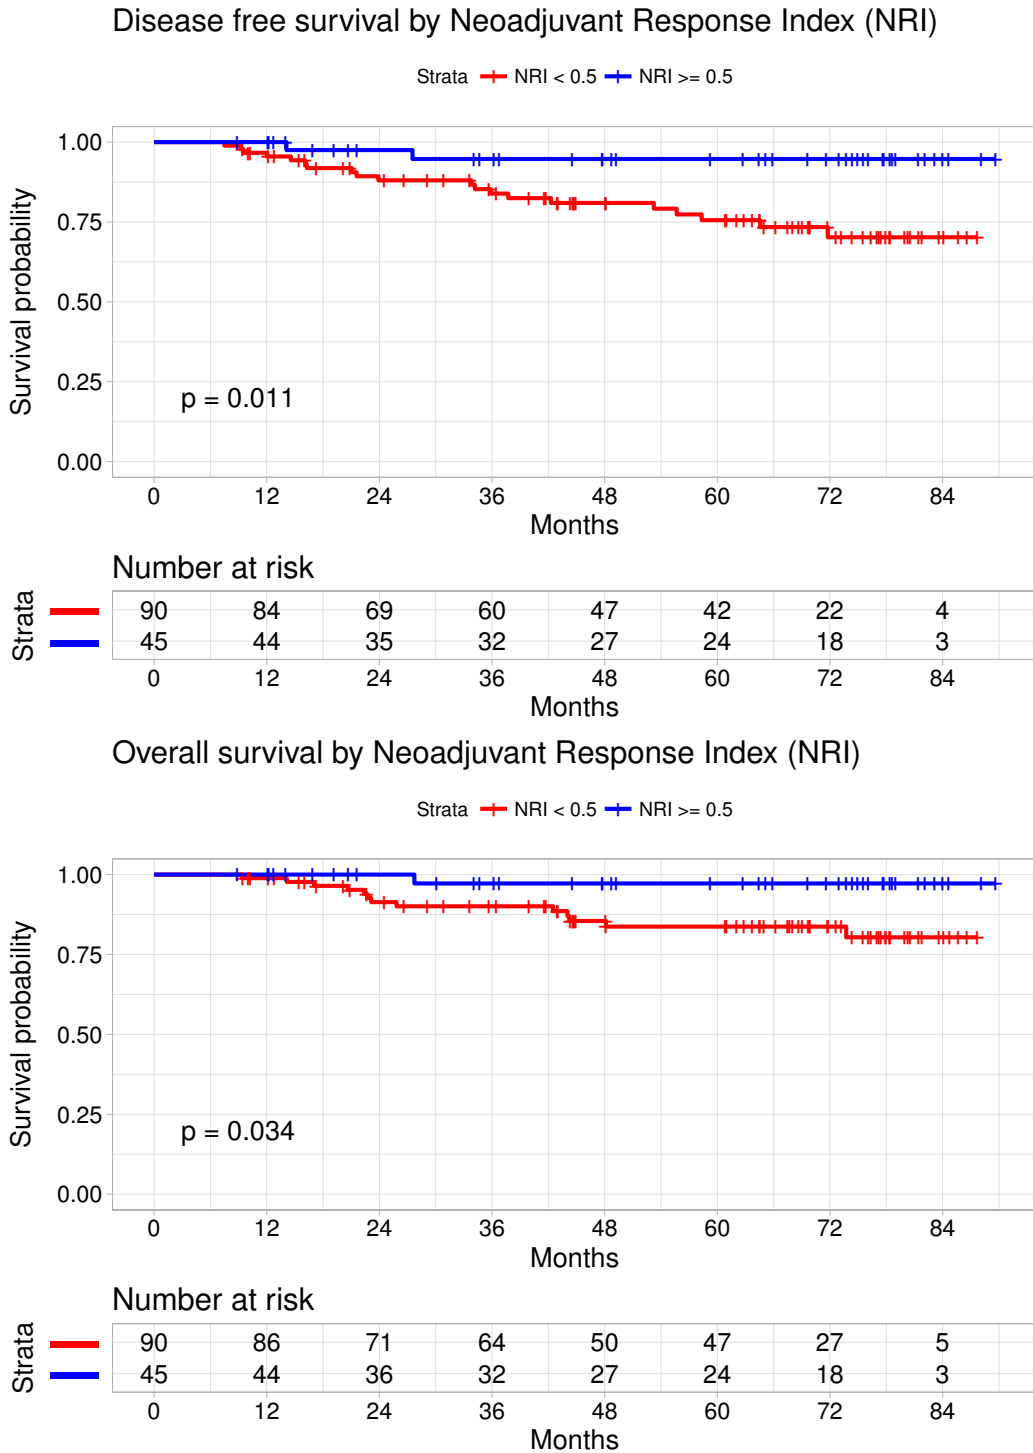 Disease free survival by Neoadjuvant Response Index (NRI)
Strata NRI < 0.5 NRI >= 0.5
Survival probability
1.00
0.75
0.50
0.25
0.00
p = 0.011
0 12 24 36 48 60 72 84
Months
Number at risk
Strata
90 84 69 60 47 42 22 4
45 44 35 32 27 24 18 3
0 12 24 36 48 60 72 84
Months
Overall survival by Neoadjuvant Response Index (NRI)
Strata NRI < 0.5 NRI >= 0.5
Survival probability
1.00
0.75
0.50
0.25
0.00
p = 0.034
0 12 24 36 48 60 72 84
Months
Number at risk
Strata
90 86 71 64 50 47 27 5
45 44 36 32 27 24 18 3
0 12 24 36 48 60 72 84
Months